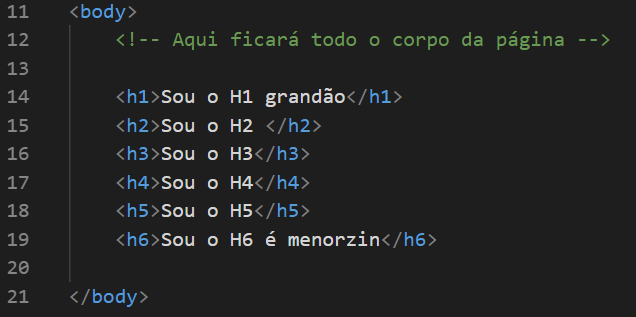 11 <body>
12 <!-- Aqui ficará todo o corpo da página -->
13
14 <h1>Sou o H1 grandão</h1>
15 <h2>Sou o H2 </h2>
16 <h3>Sou o H3</h3>
17 <h4>Sou o H4</h4>
18 <h5>Sou o H5</h5>
19 <h6>Sou o H6 é menorzin</h6>
20
21 </body>